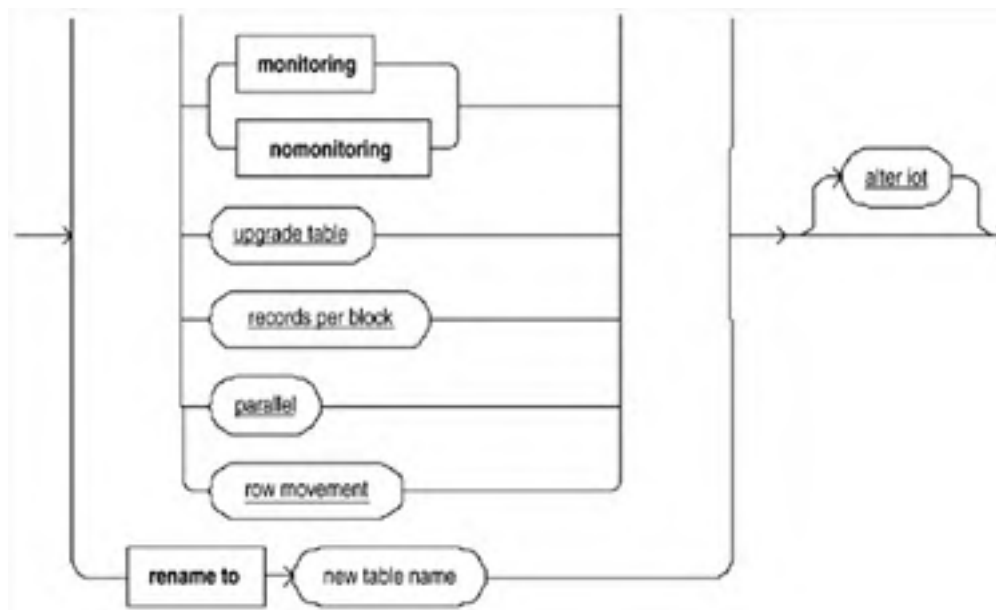 monitoring
nomonitoring
alter iot
upgrade table
records per block
parallel
row movement
rename to new table name